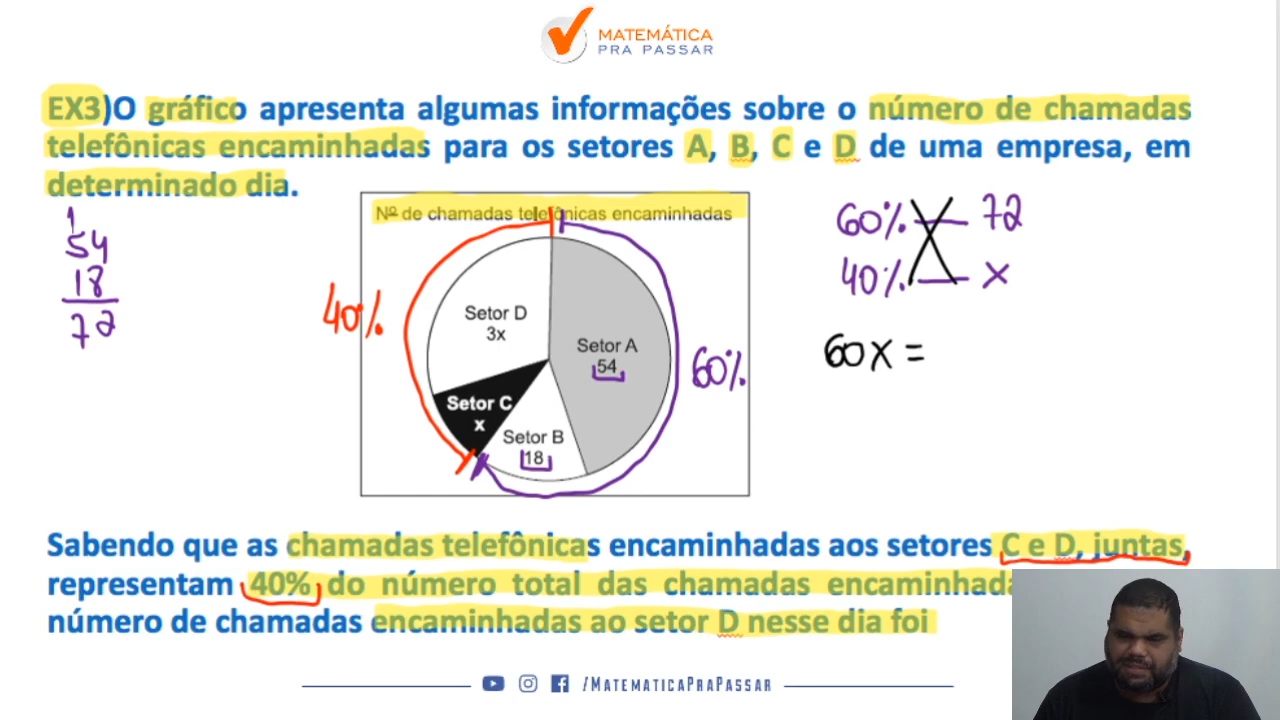 MATEMÁTICA
PRA PASSAR
EX3)O gráfico apresenta algumas informações sobre o número de chamadas
telefônicas encaminhadas para os setores A, B, C e D de uma empresa, em
determinado dia.
1
54
18
72
Nº de chamadas telefônicas encaminhadas
Setor D
3x
Setor A
54
Setor C
x
Setor B
18
40%
60%
60% 72
40% x
60x =
Sabendo que as chamadas telefônicas encaminhadas aos setores C e D, juntas,
representam 40% do número total das chamadas
número de chamadas encaminhadas ao setor D nesse dia foi
/MATEMATICAPRAPASSAR